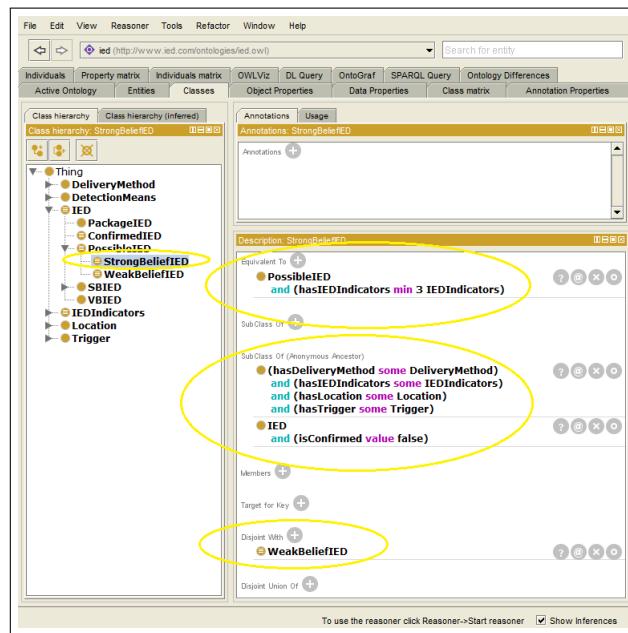 File Edit View Reasoner Tools Refactor Window Help
ied (http://www.ied.com/ontologies/ied.owl)
Search for entity
Individuals Property matrix Individuals matrix OWLViz DL Query OntoGraf SPARQL Query Ontology Differences
Active Ontology Entities Classes Object Properties Data Properties Class matrix Annotation Properties
Class hierarchy Class hierarchy (inferred)
Class hierarchy: StrongBeliefIED
Thing
DeliveryMethod
DetectionMeans
IED
PackageIED
ConfirmedIED
PossibleIED
StrongBeliefIED
WeakBeliefIED
SBIED
VBIED
IEDIndicators
Location
Trigger
Annotations Usage
Annotations: StrongBeliefIED
Annotations
Description: StrongBeliefIED
Equivalent To
PossibleIED
and (hasIEDIndicators min 3 IEDIndicators)
SubClass Of
SubClass Of (Anonymous Ancestor)
(hasDeliveryMethod some DeliveryMethod)
and (hasIEDIndicators some IEDIndicators)
and (hasLocation some Location)
and (hasTrigger some Trigger)
IED
and (isConfirmed value false)
Members
Target for Key
Disjoint With
WeakBeliefIED
Disjoint Union Of
To use the reasoner click Reasoner->Start reasoner Show Inferences